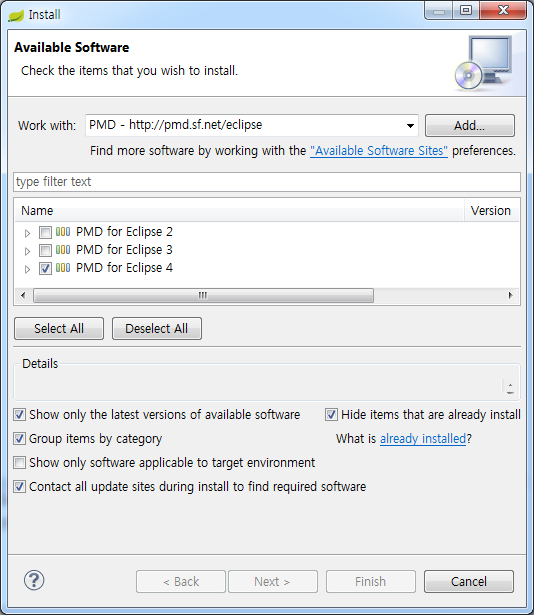 Install
Available Software
Check the items that you wish to install.
Work with: PMD - http://pmd.sf.net/eclipse Add...
Find more software by working with the "Available Software Sites" preferences.
type filter text
Name Version
PMD for Eclipse 2
PMD for Eclipse 3
PMD for Eclipse 4
Select All Deselect All
Details
Show only the latest versions of available software Hide items that are already install
Group items by category What is already installed?
Show only software applicable to target environment
Contact all update sites during install to find required software
? < Back Next > Finish Cancel